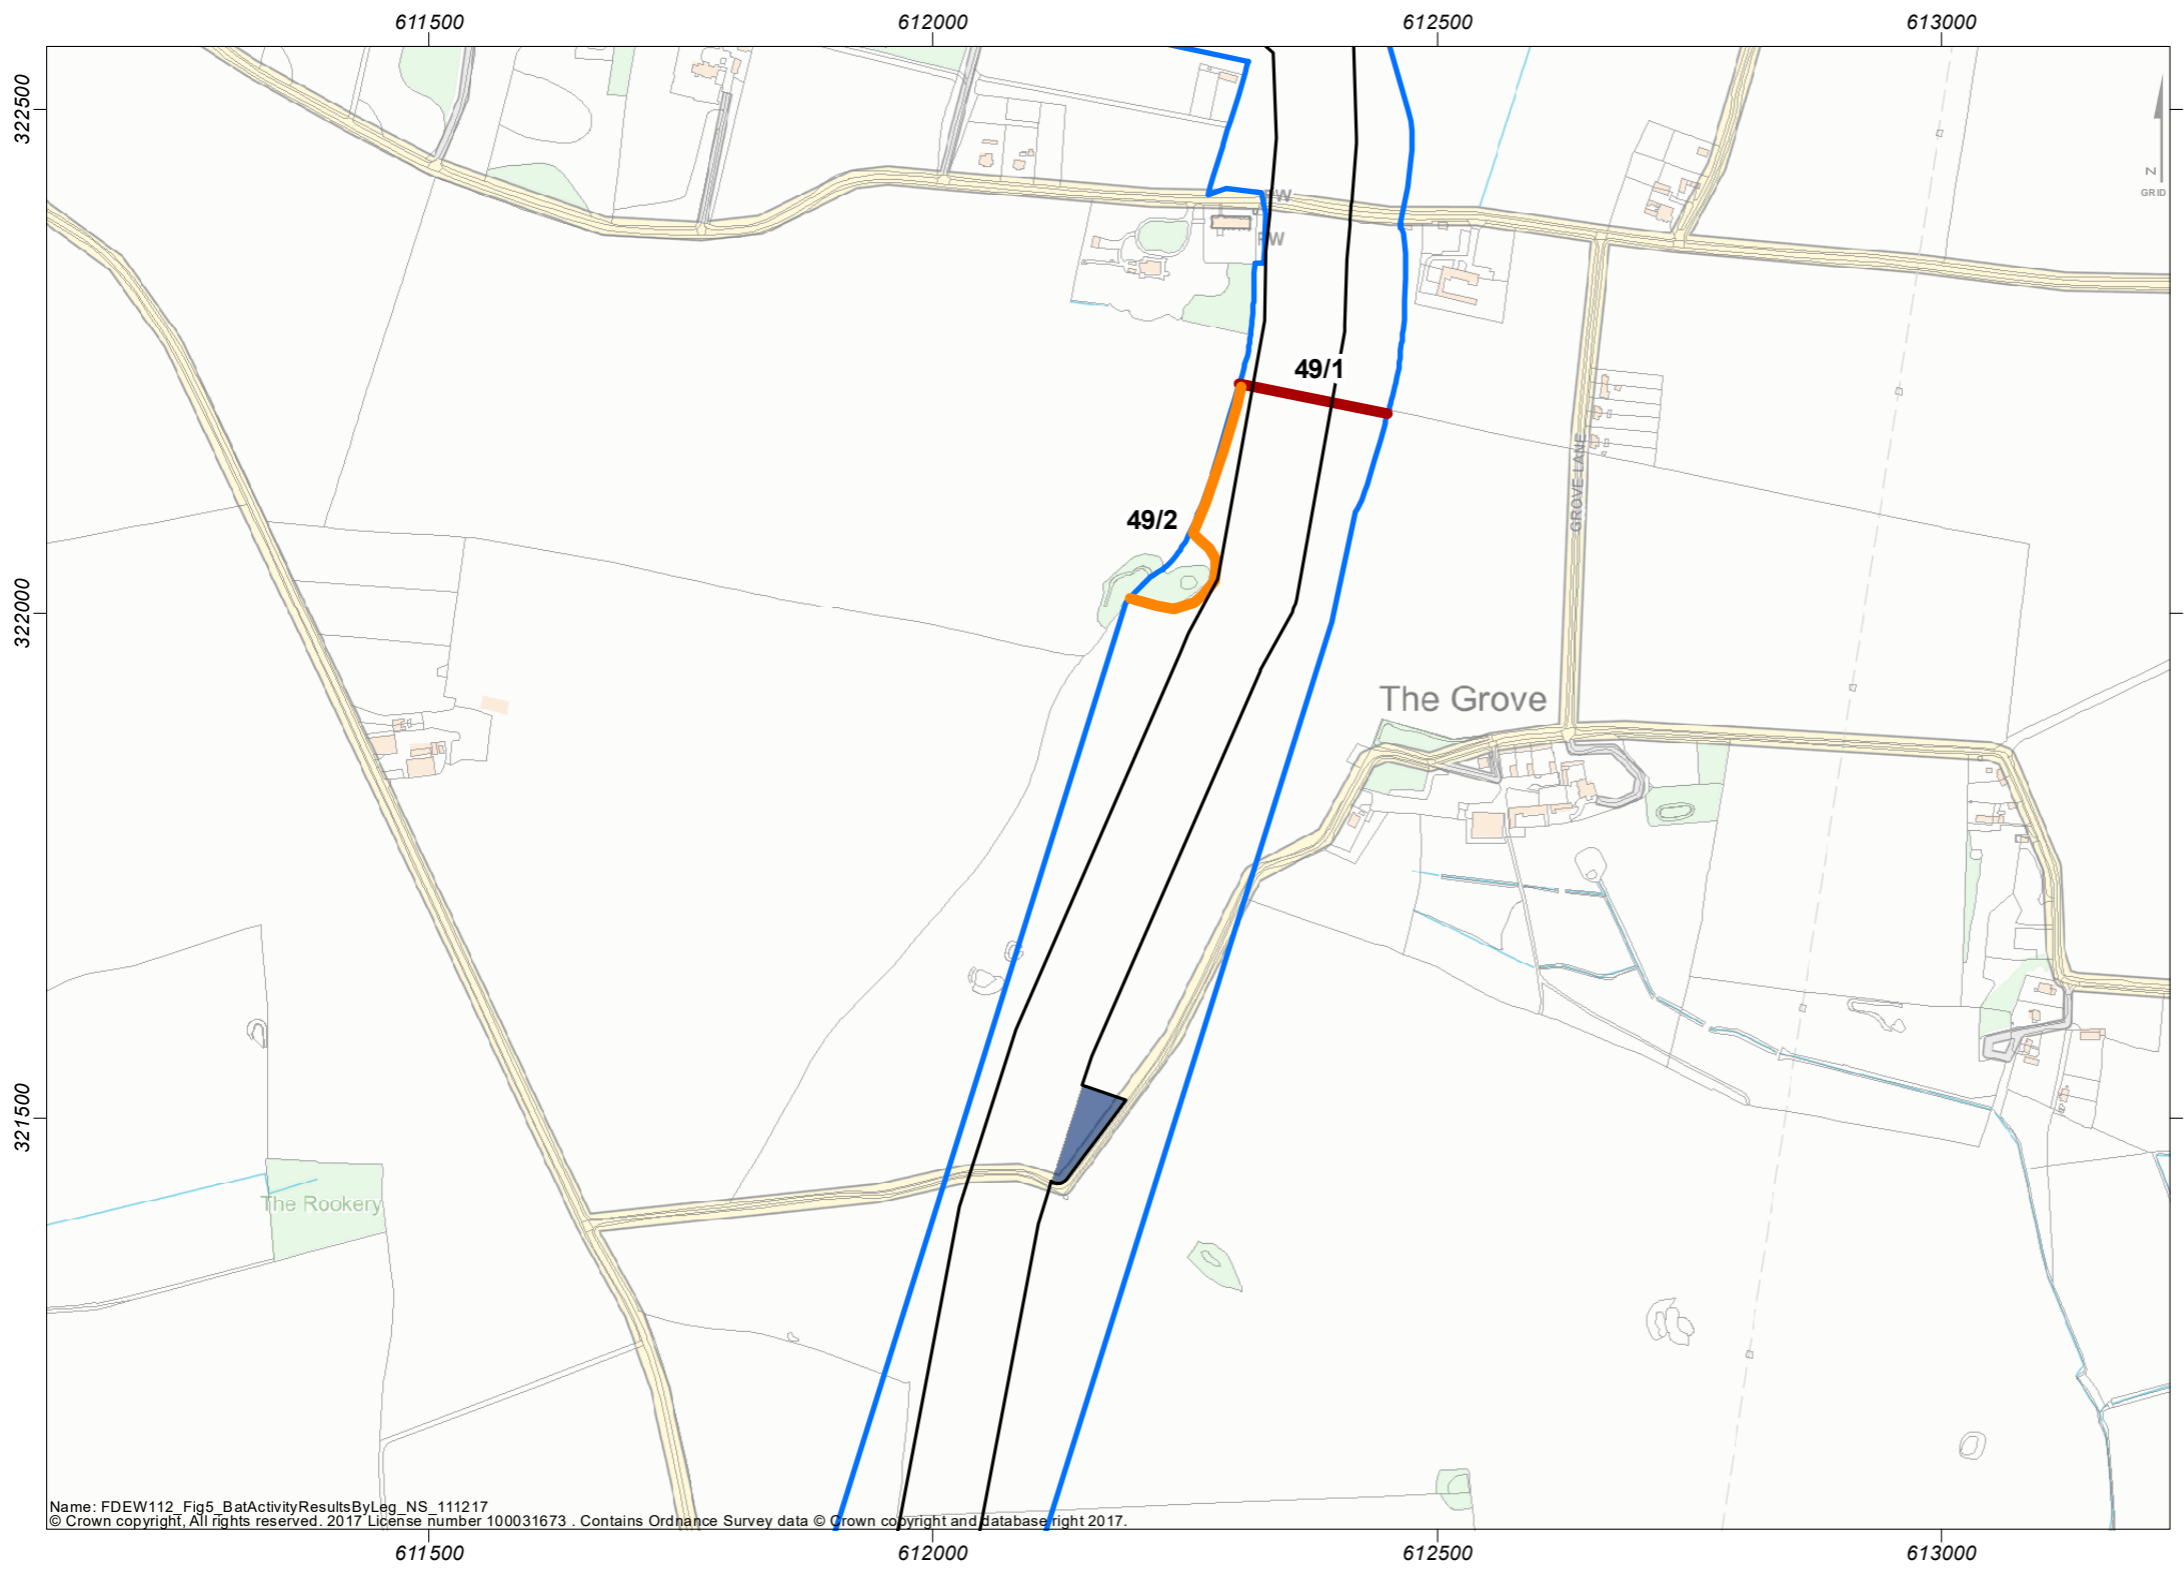 611500 612000 612500 613000
322500
N
GRID
PW
PW
49/1
GROVE LANE
49/2
322000
The Grove
321500
The Rookery
Name: FDEW112_Fig5_BatActivityResultsByLeg_NS_111217
© Crown copyright, All rights reserved. 2017 License number 100031673 . Contains Ordnance Survey data © Crown copyright and database right 2017.
611500 612000 612500 613000